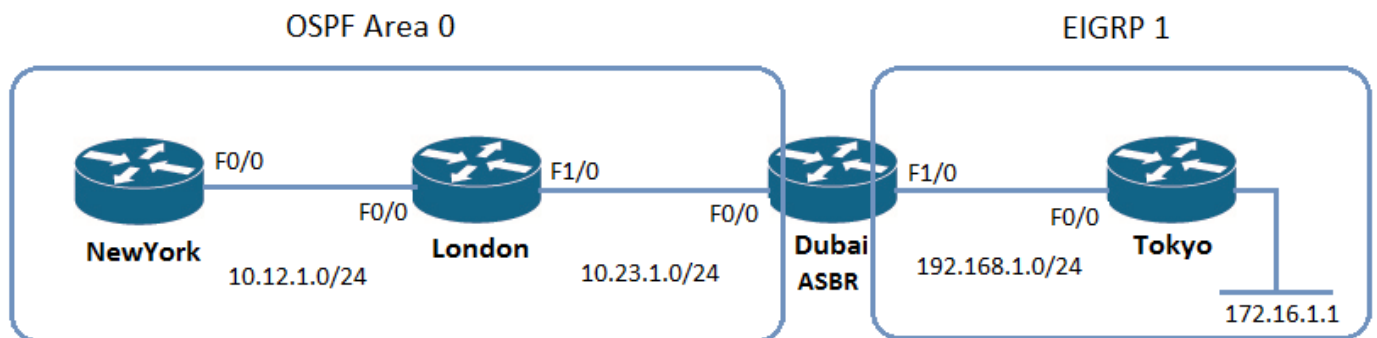 OSPF Area 0
EIGRP 1
F0/0
F0/0
F1/0
F0/0
F1/0
F0/0
NewYork
London
Dubai
ASBR
Tokyo
10.12.1.0/24
10.23.1.0/24
192.168.1.0/24
172.16.1.1